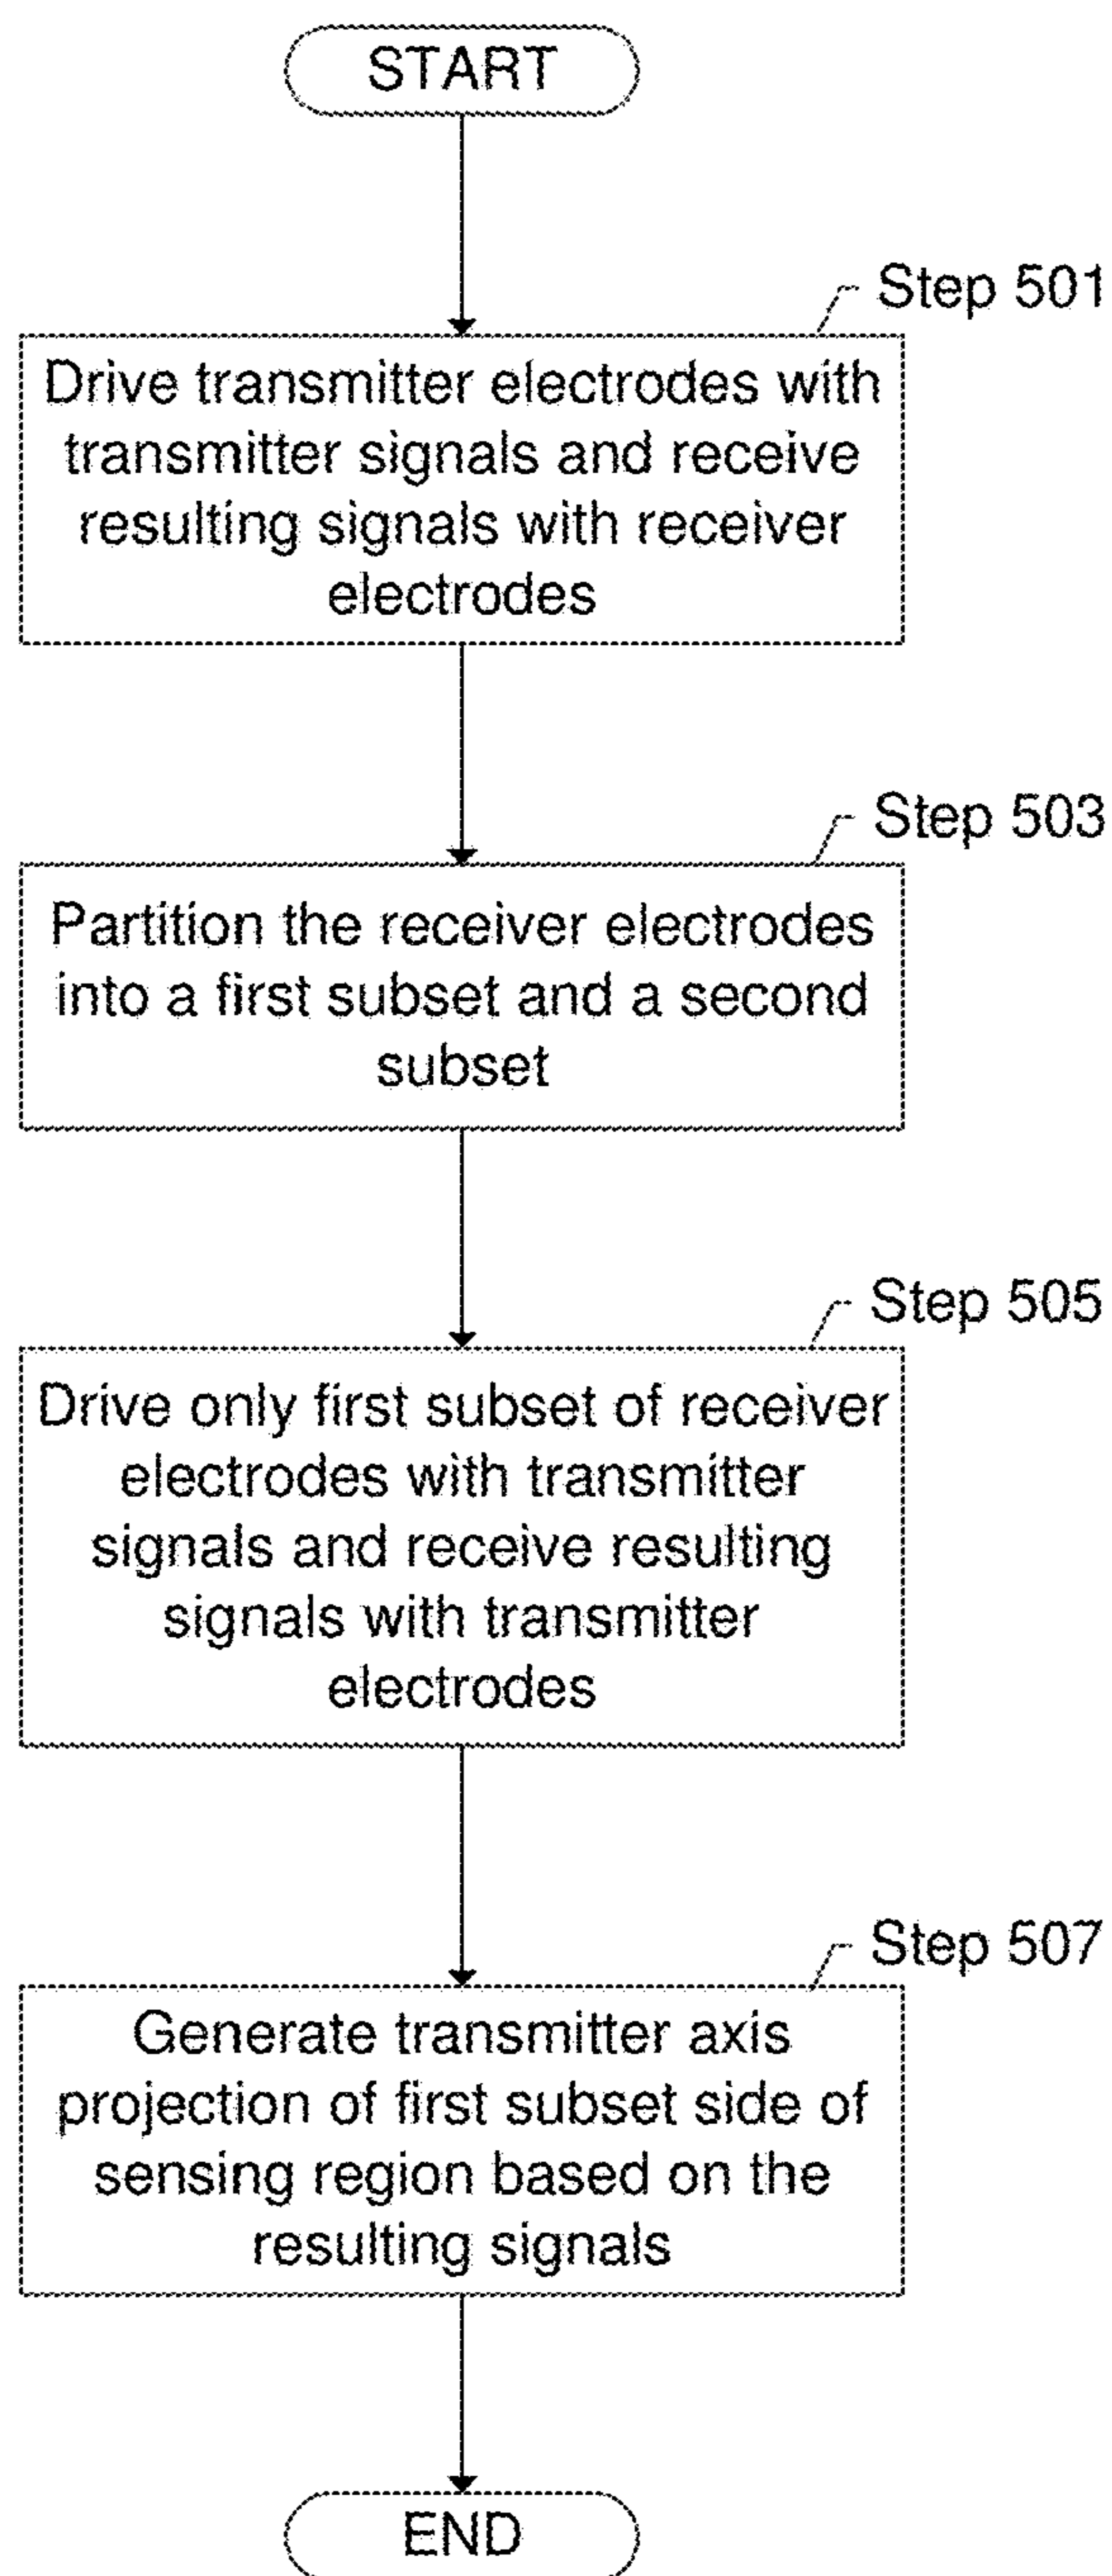 START
Step 501
Drive transmitter electrodes with
transmitter signals and receive
resulting signals with receiver
electrodes
Step 503
Partition the receiver electrodes
into a first subset and a second
subset
Step 505
Drive only first subset of receiver
electrodes with transmitter
signals and receive resulting
signals with transmitter
electrodes
Step 507
Generate transmitter axis
projection of first subset side of
sensing region based on the
resulting signals
END